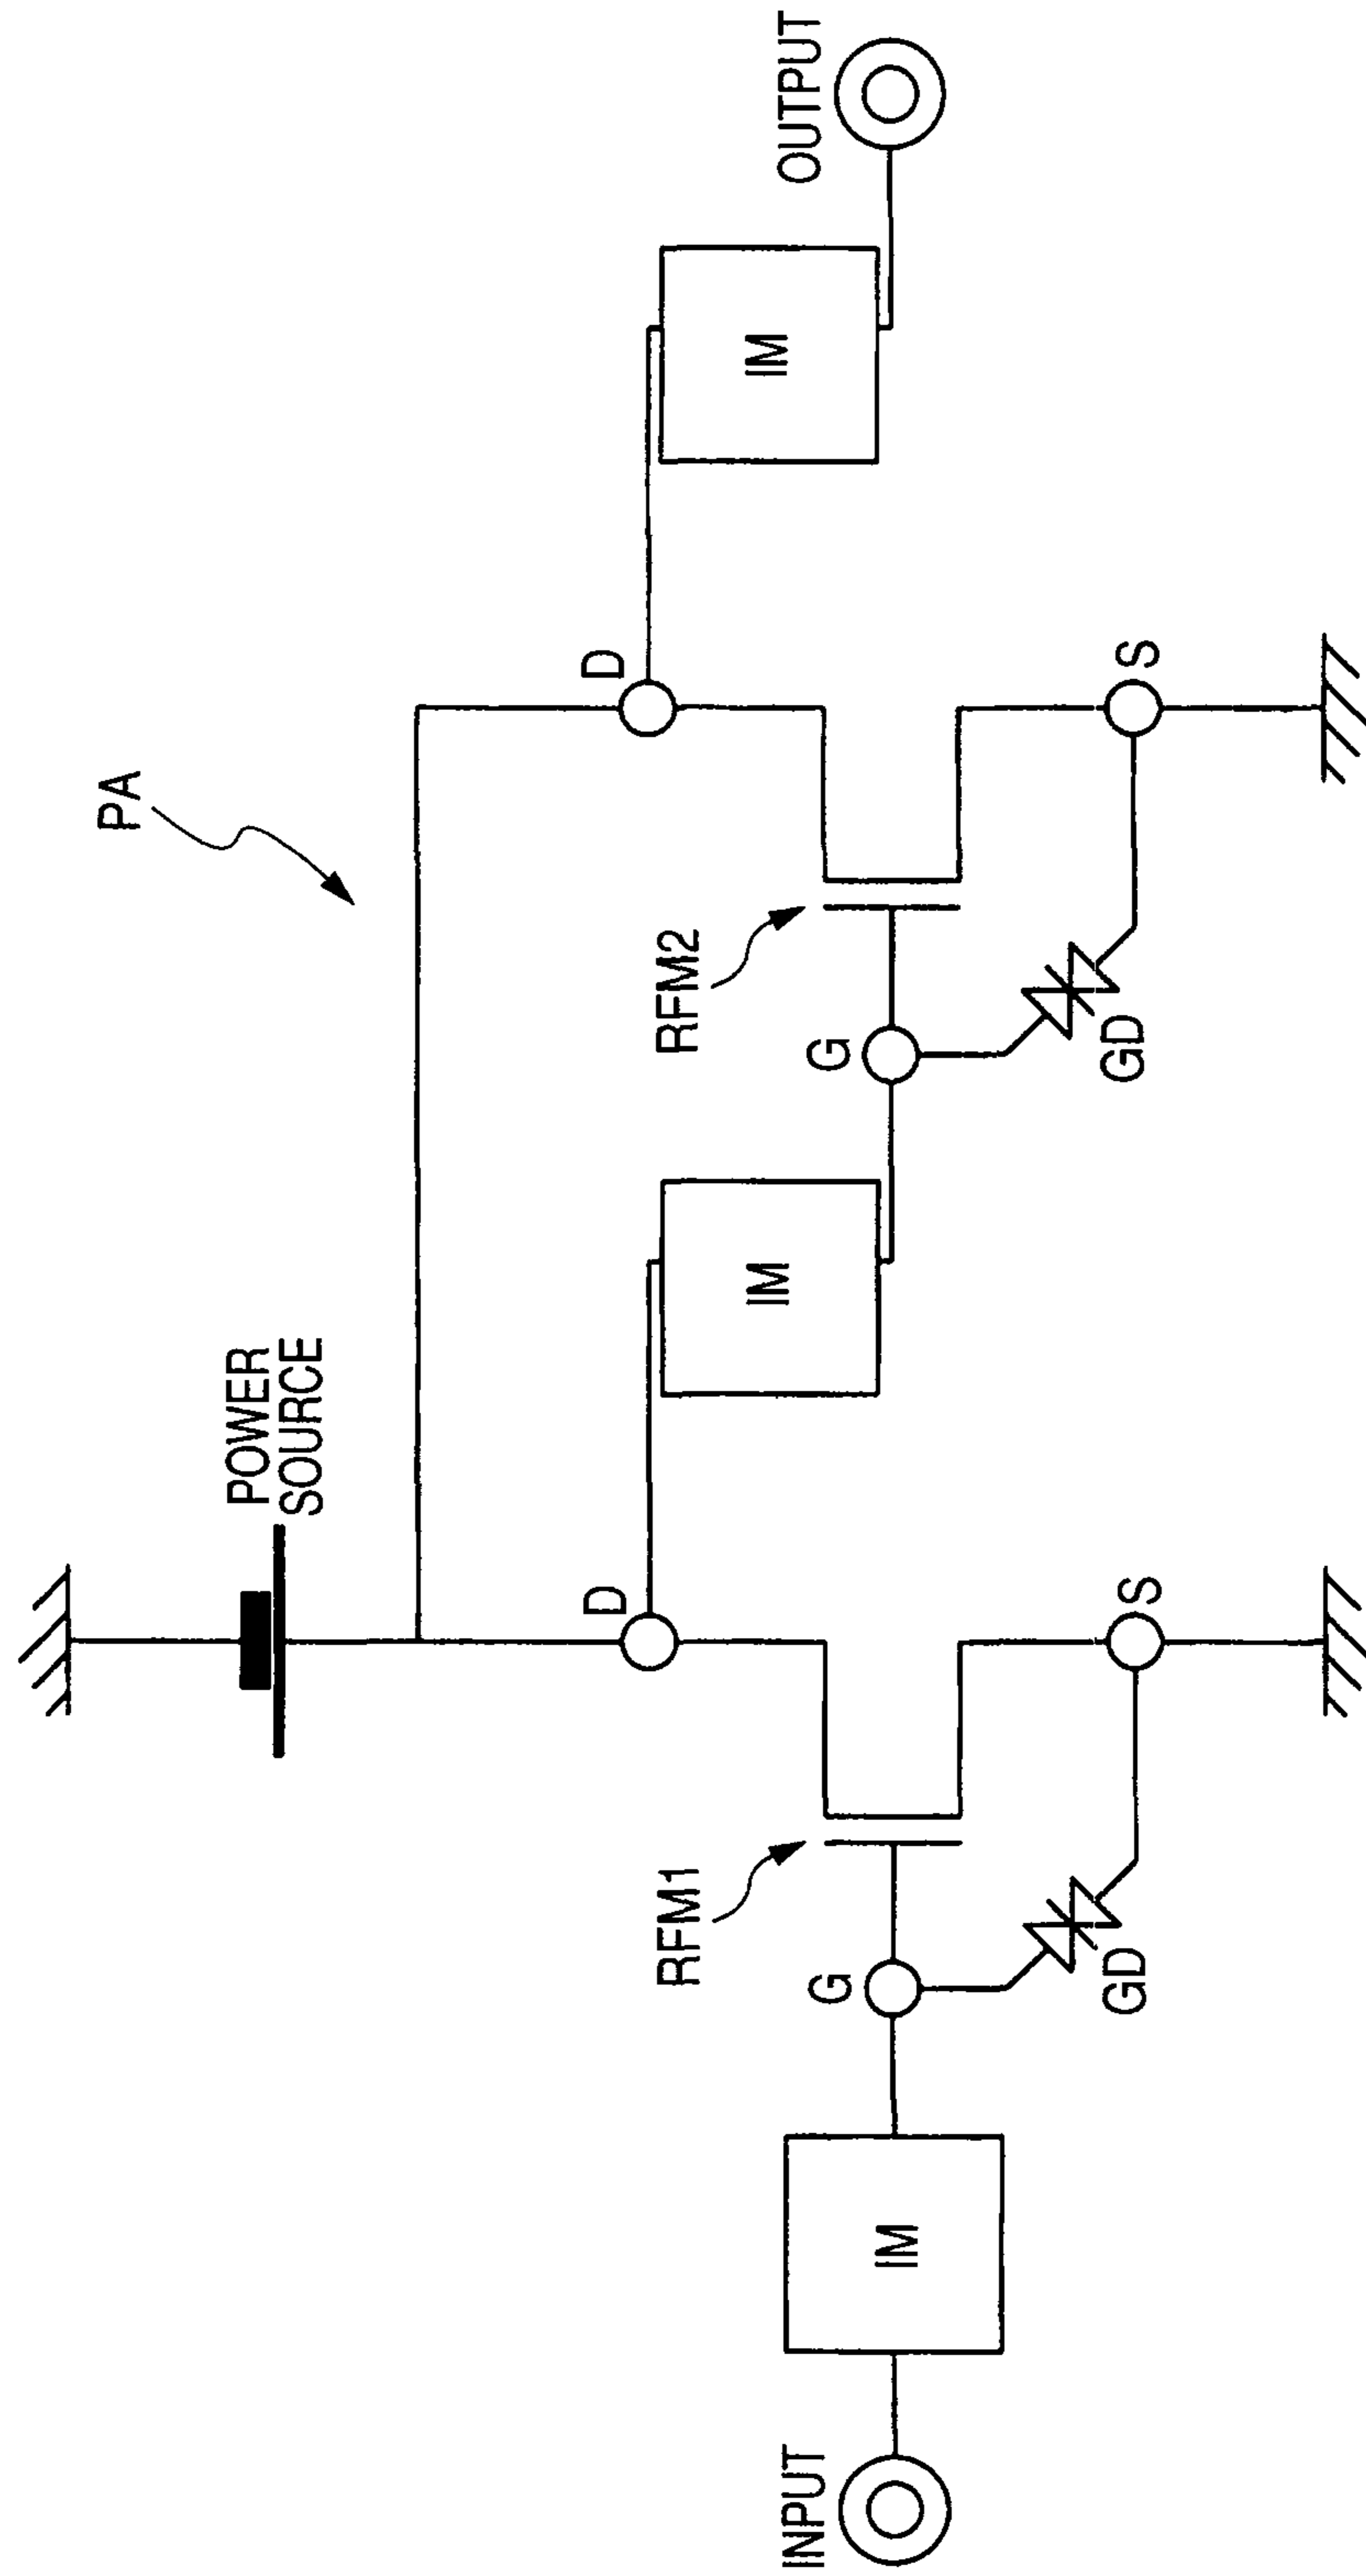 PA
POWER
SOURCE
D
D
OUTPUT
IM
IM
RFM1
RFM2
INPUT
IM
G
G
GD
GD
S
S